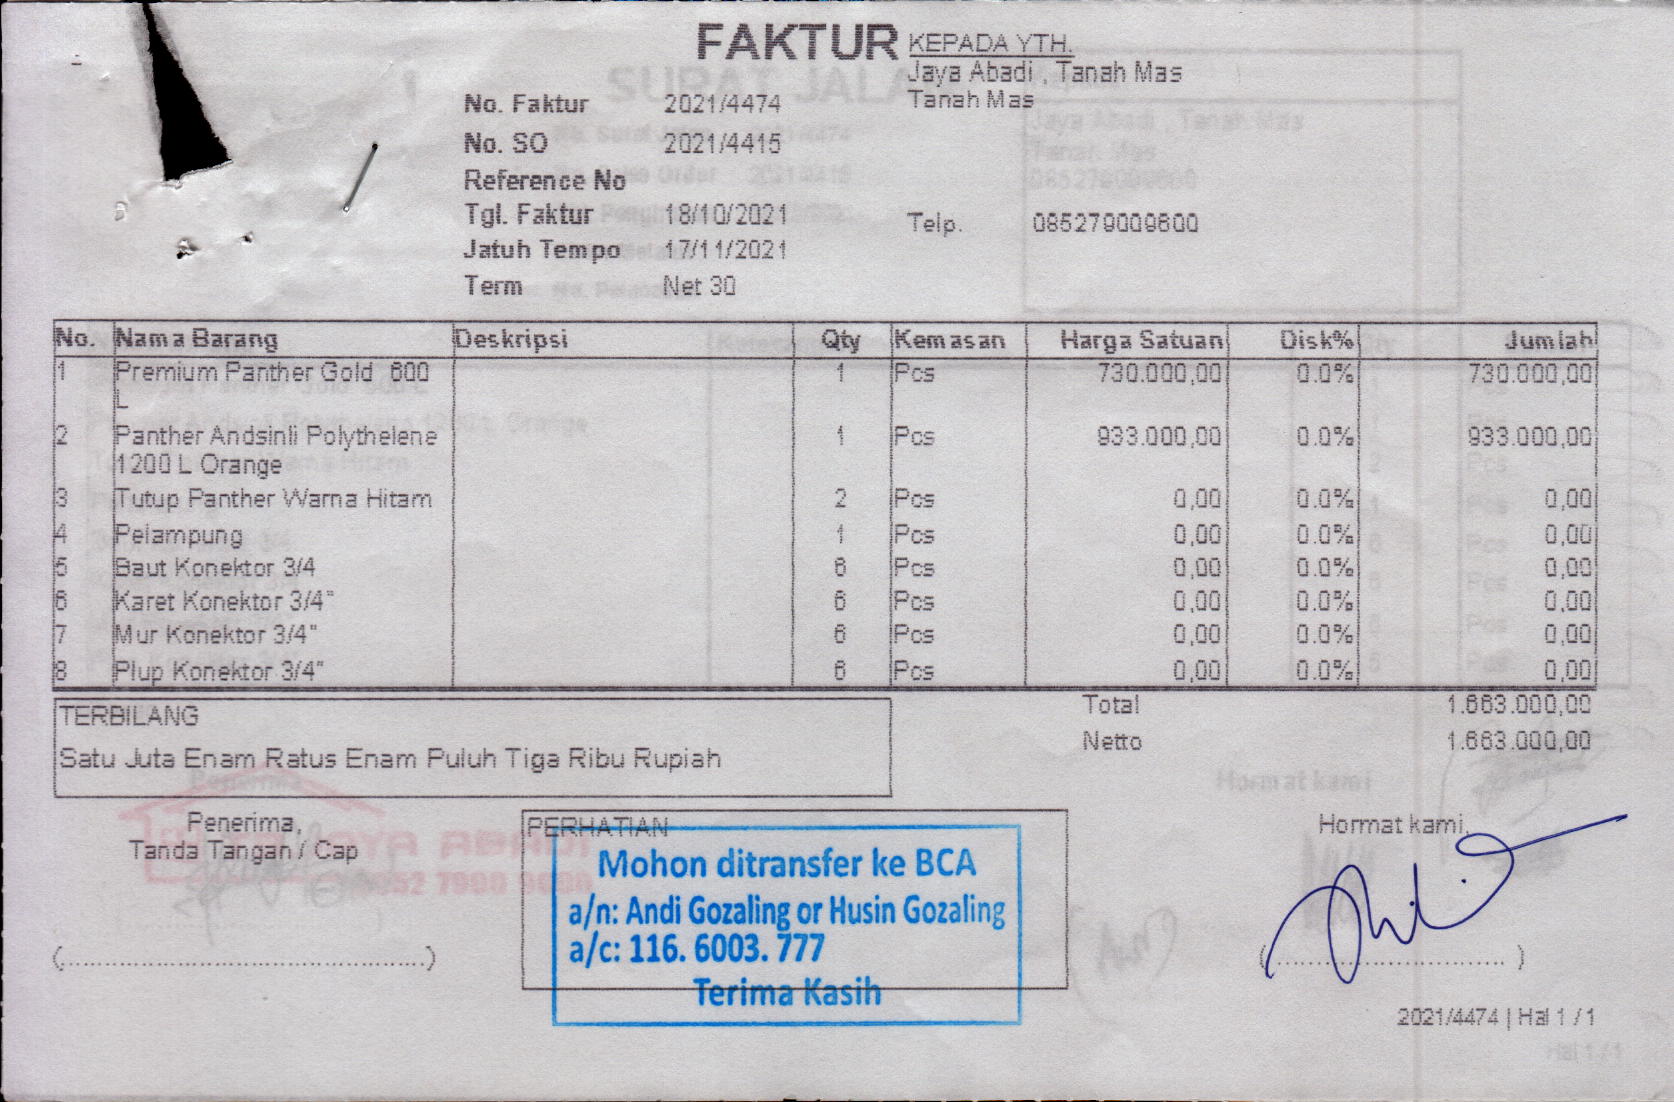 FAKTUR
KEPADA YTH.
Jaya Abadi , Tanah Mas
Tanah Mas
No. Faktur 2021/4474
No. SO 2021/4415
Reference No
Tgl. Faktur 18/10/2021
Telp. 085279009600
Jatuh Tempo 17/11/2021
Term Net 30
No. Nama Barang Deskripsi Qty Kemasan Harga Satuan Disk% Jumlah
1 Premium Panther Gold 600 1 Pcs 730.000,00 0.0% 730.000,00
L
2 Panther Andsinli Polythelene 1 Pcs 933.000,00 0.0% 933.000,00
1200 L Orange
3 Tutup Panther Warna Hitam 2 Pcs 0,00 0.0% 0,00
4 Pelampung 1 Pcs 0,00 0.0% 0,00
5 Baut Konektor 3/4 6 Pcs 0,00 0.0% 0,00
6 Karet Konektor 3/4" 6 Pcs 0,00 0.0% 0,00
7 Mur Konektor 3/4" 6 Pcs 0,00 0.0% 0,00
8 Plup Konektor 3/4" 6 Pcs 0,00 0.0% 0,00
Total 1.663.000,00
Netto 1.663.000,00
TERBILANG
Satu Juta Enam Ratus Enam Puluh Tiga Ribu Rupiah
Penerima,
Tanda Tangan / Cap
PERHATIAN
Mohon ditransfer ke BCA
a/n: Andi Gozaling or Husin Gozaling
a/c: 116. 6003. 777
Terima Kasih
Hormat kami,
(..............................................)
(.............................. )
2021/4474 | Hal 1 / 1